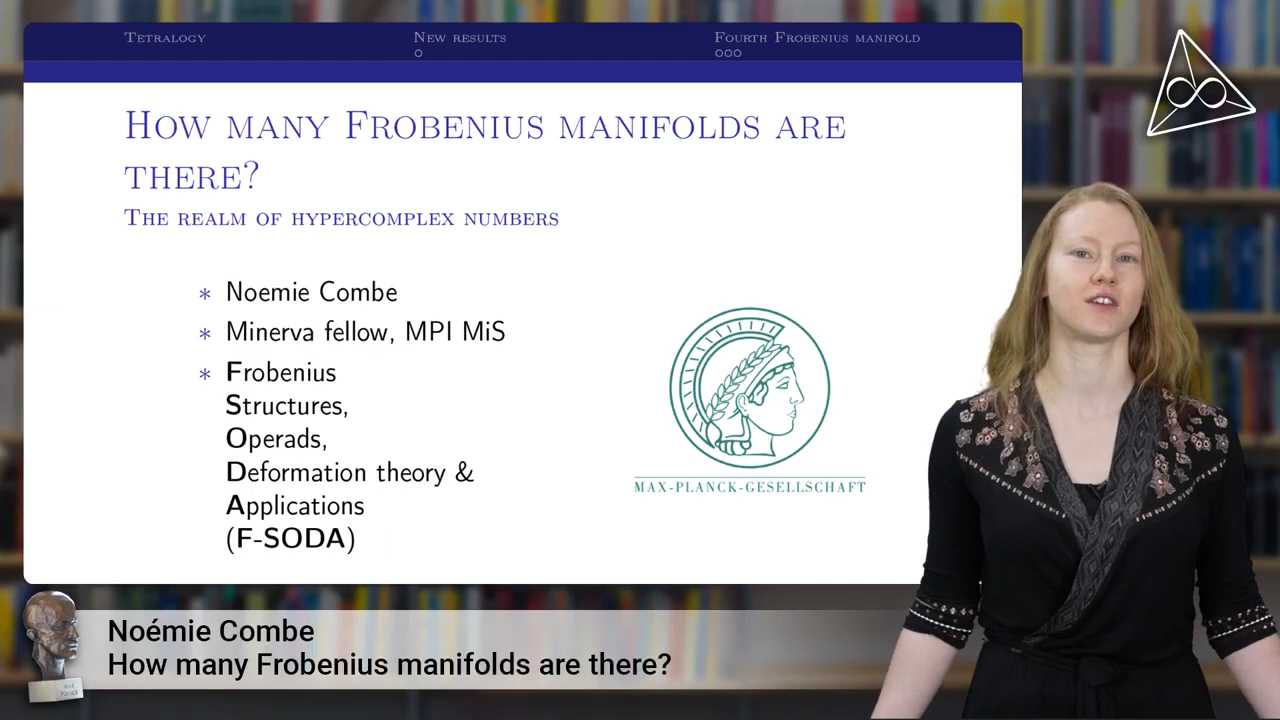 Tetralogy
New results
Fourth Frobenius manifold
How many Frobenius manifolds are
there?
The realm of hypercomplex numbers
* Noemie Combe
* Minerva fellow, MPI MiS
* Frobenius
Structures,
Operads,
Deformation theory &
Applications
(F-SODA)
MAX-PLANCK-GESELLSCHAFT
Noémie Combe
How many Frobenius manifolds are there?
MAX
PLANCK